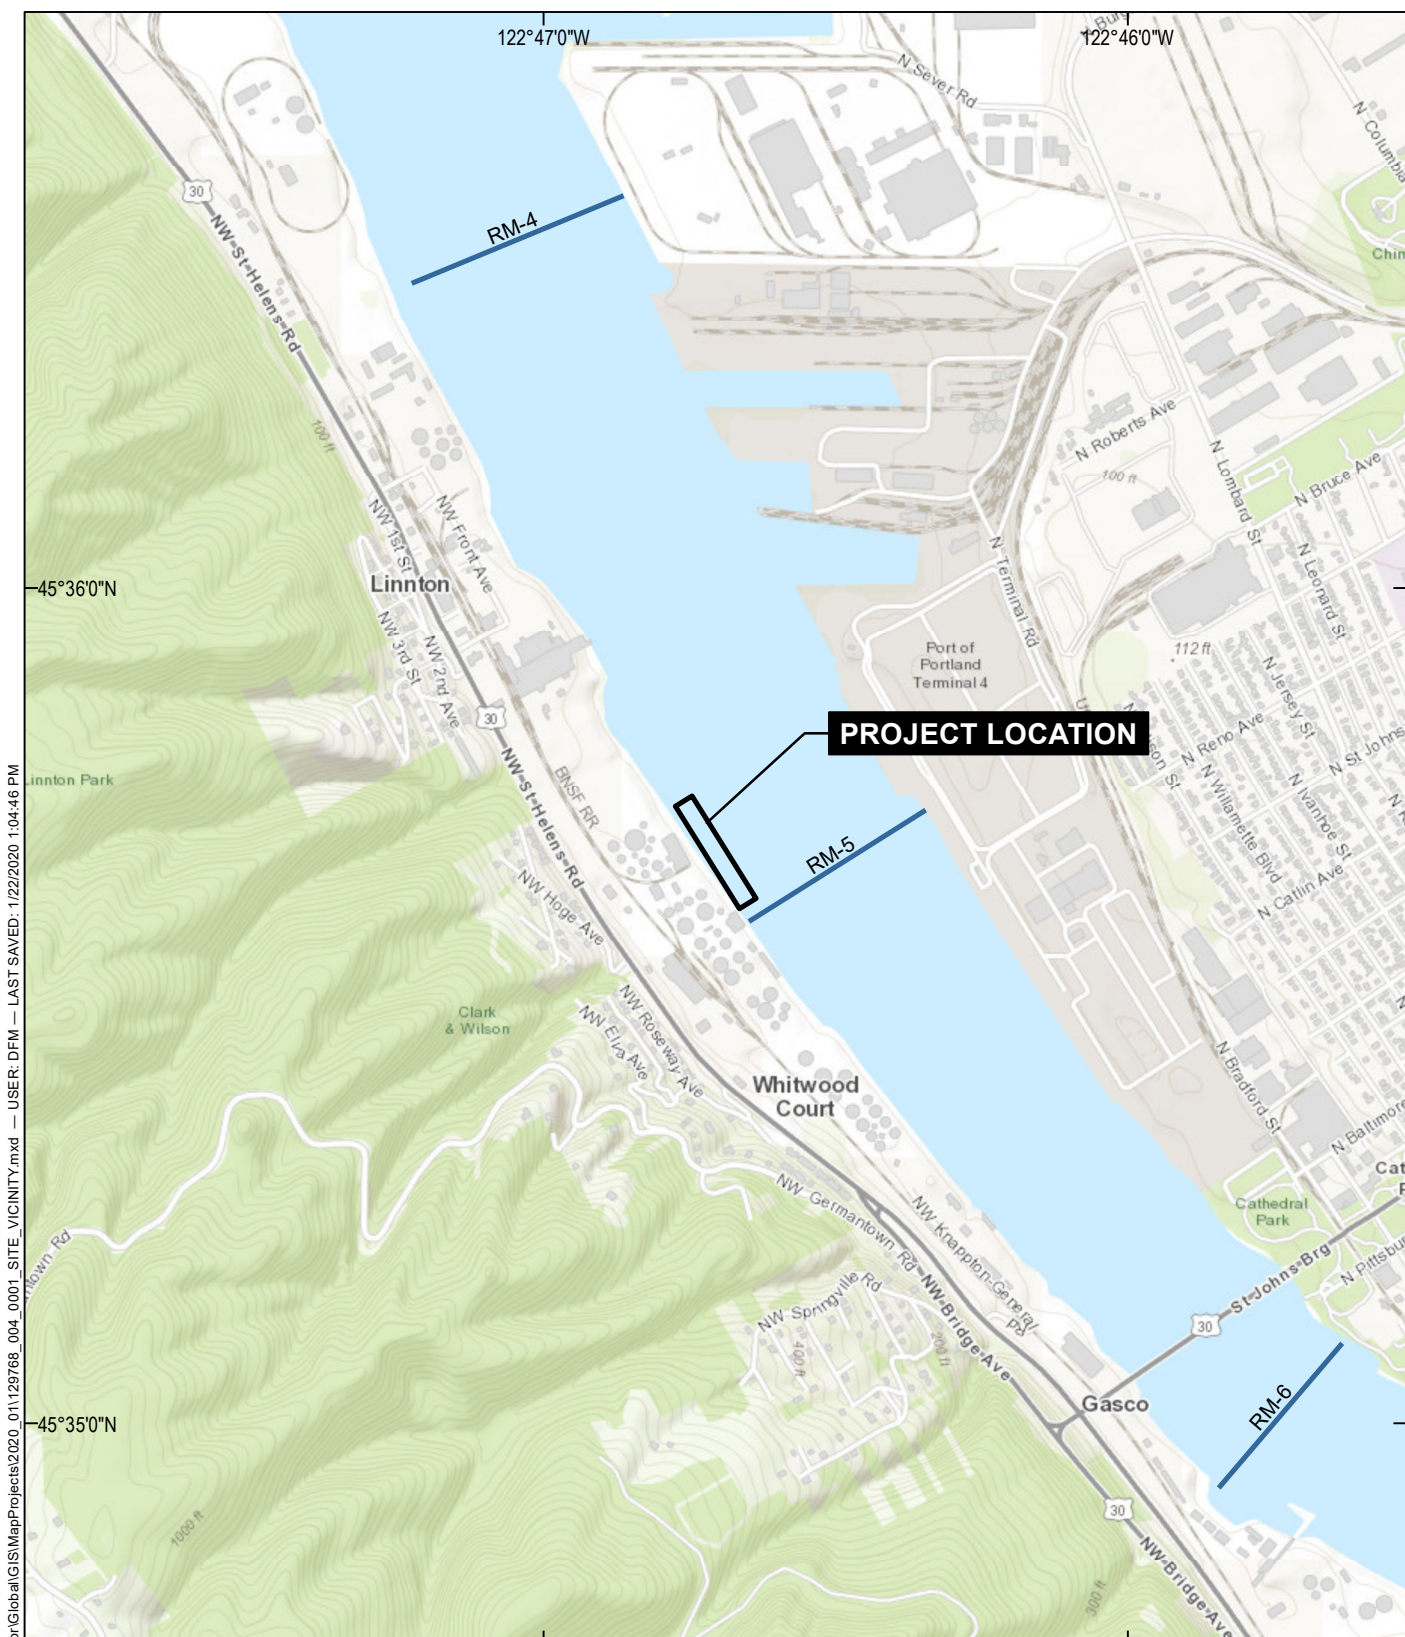 122°47'0"W
122°46'0"W
N Burg
N Sever Rd
N Columbia
30
NW St Helens Rd
RM-4
Chim
100 ft
N Roberts Ave
100 ft
N Lombard St
N Bruce Ave
NW 1st St
NW Front Ave
Linnton
45°36'0"N
N Terminal Rd
N Leonard St
NW 3rd St
NW 2nd Ave
Port of
Portland
Terminal 4
112 ft
N Jersey St
30
PROJECT LOCATION
N Reno Ave
N St Johns
Linnton Park
NW St Helens Rd
BNSF RR
N Willamette Blvd
N Ivanhoe St
RM-5
N Catlin Ave
NW Hoge Ave
Clark
& Wilson
NW Roseway Ave
NW Elva Ave
N Bradford St
Whitwood
Court
N Baltimore
Cathedral
Park
Cat
P
NW Germantown Rd
NW Knappton-General
Rd
N Pittsbur
ntown Rd
NW Springville Rd
NW Bridge Ave
St Johns Brg
30
400 ft
200 ft
Gasco
RM-6
45°35'0"N
30
1000 ft
300 ft
NW Bridge Ave
or\Global\GIS\MapProjects\2020_01\129768_004_0001_SITE_VICINITY.mxd — USER: DFM — LAST SAVED: 1/22/2020 1:04:46 PM